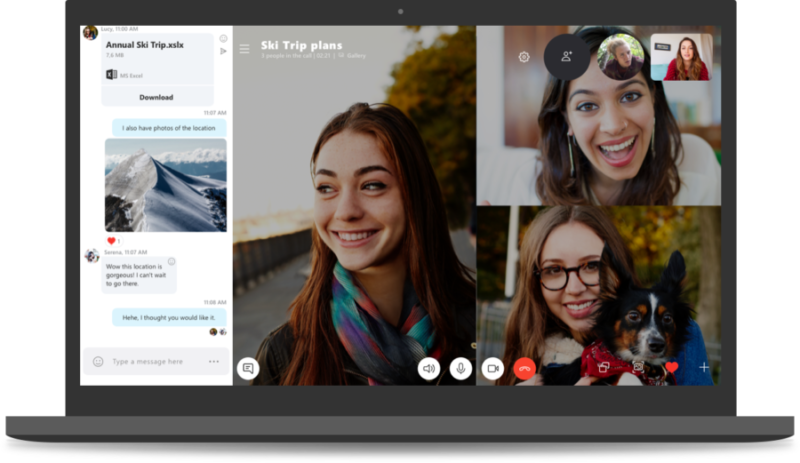 Lucy, 11:00 AM
Annual Ski Trip.xslx
7.6 MB
MS Excel
Download
11:07 AM
I also have photos of the location
1
Serena, 11:07 AM
Wow this location is
gorgeous! I can't wait
to go there.
11:08 AM
Hehe, I thought you would like it.
Type a message here
Ski Trip plans
3 people in the call | 02:21 | Gallery